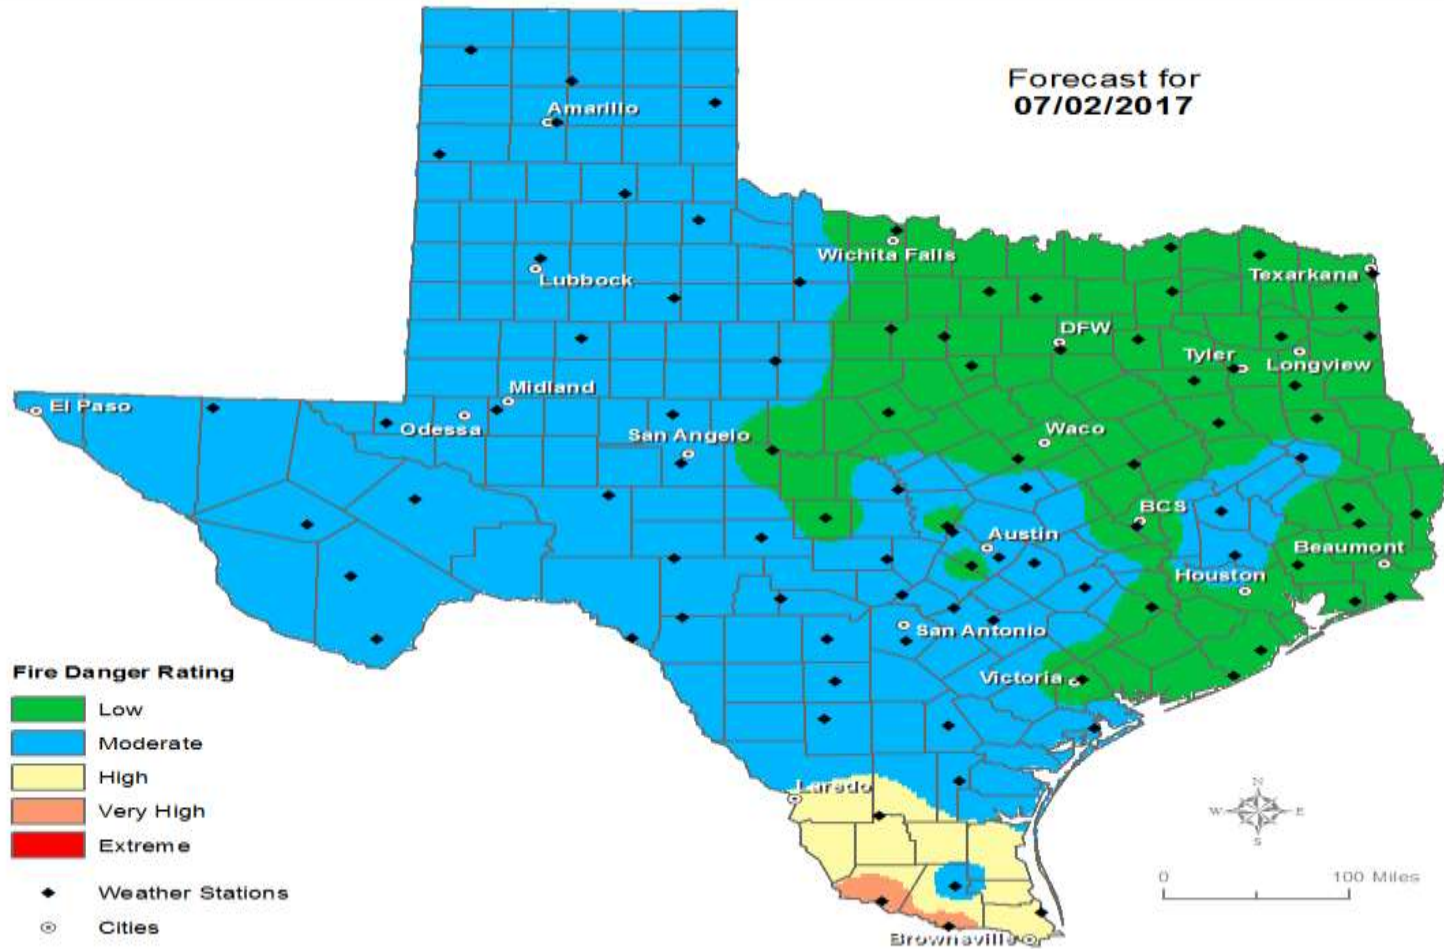 Forecast for
07/02/2017
Amarillo
Wichita Falls
Texarkana
Lubbock
DFW
Tyler
Longview
Midland
El Paso
Odessa
San Angelo
Waco
BCS
Austin
Beaumont
Houston
San Antonio
Victoria
Laredo
Brownsville
Fire Danger Rating
Low
Moderate
High
Very High
Extreme
Weather Stations
Cities
N
W
E
S
0
100 Miles